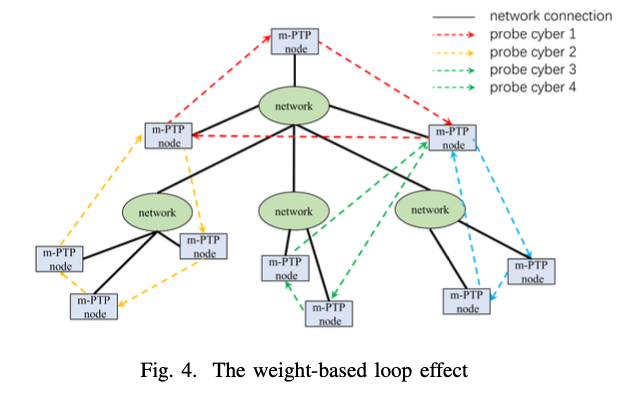 network connection
probe cyber 1
probe cyber 2
probe cyber 3
probe cyber 4
m-PTP
node
network
m-PTP
node
m-PTP
node
network
network
network
m-PTP
node
m-PTP
node
m-PTP
node
m-PTP
node
m-PTP
node
m-PTP
node
m-PTP
node
Fig. 4. The weight-based loop effect